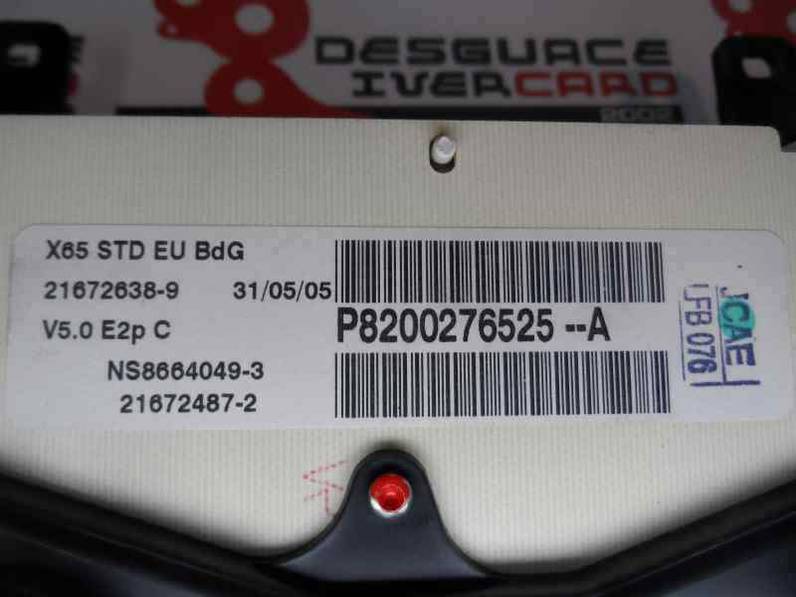 DESGUACE
IVERCARD
2002
X65 STD EU BdG
21672638-9 31/05/05
V5.0 E2p C
P8200276525 --A
NS8664049-3
21672487-2
JCAE
LFB 076